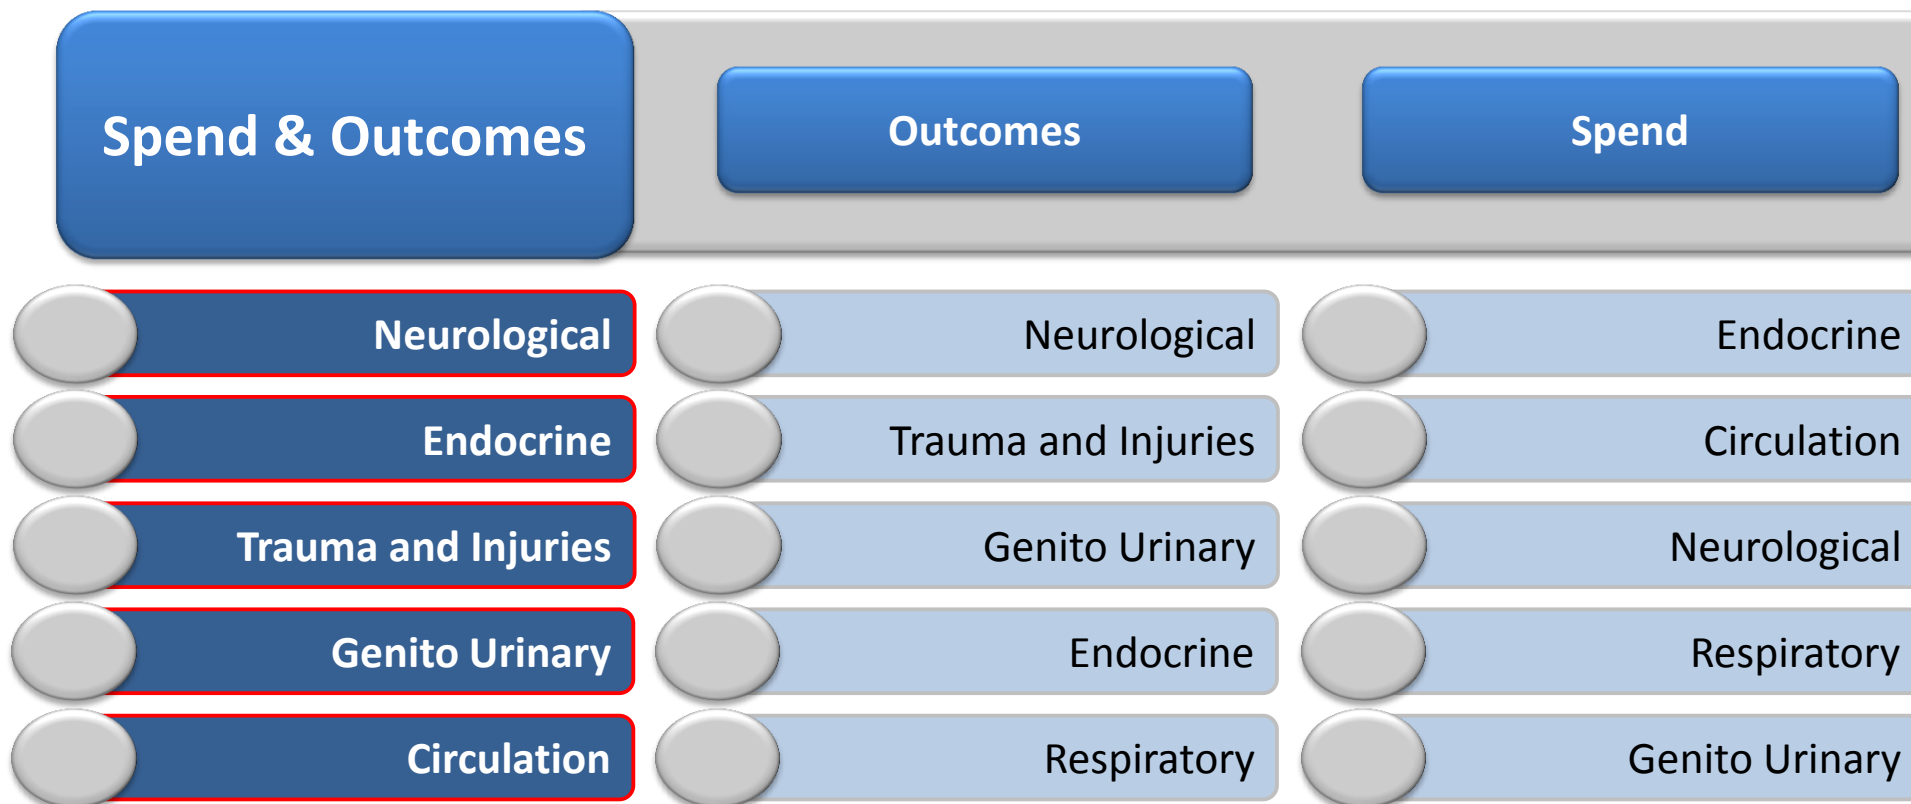 Spend & Outcomes
Outcomes
Spend
Neurological
Neurological
Endocrine
Endocrine
Trauma and Injuries
Circulation
Trauma and Injuries
Genito Urinary
Neurological
Genito Urinary
Endocrine
Respiratory
Circulation
Respiratory
Genito Urinary